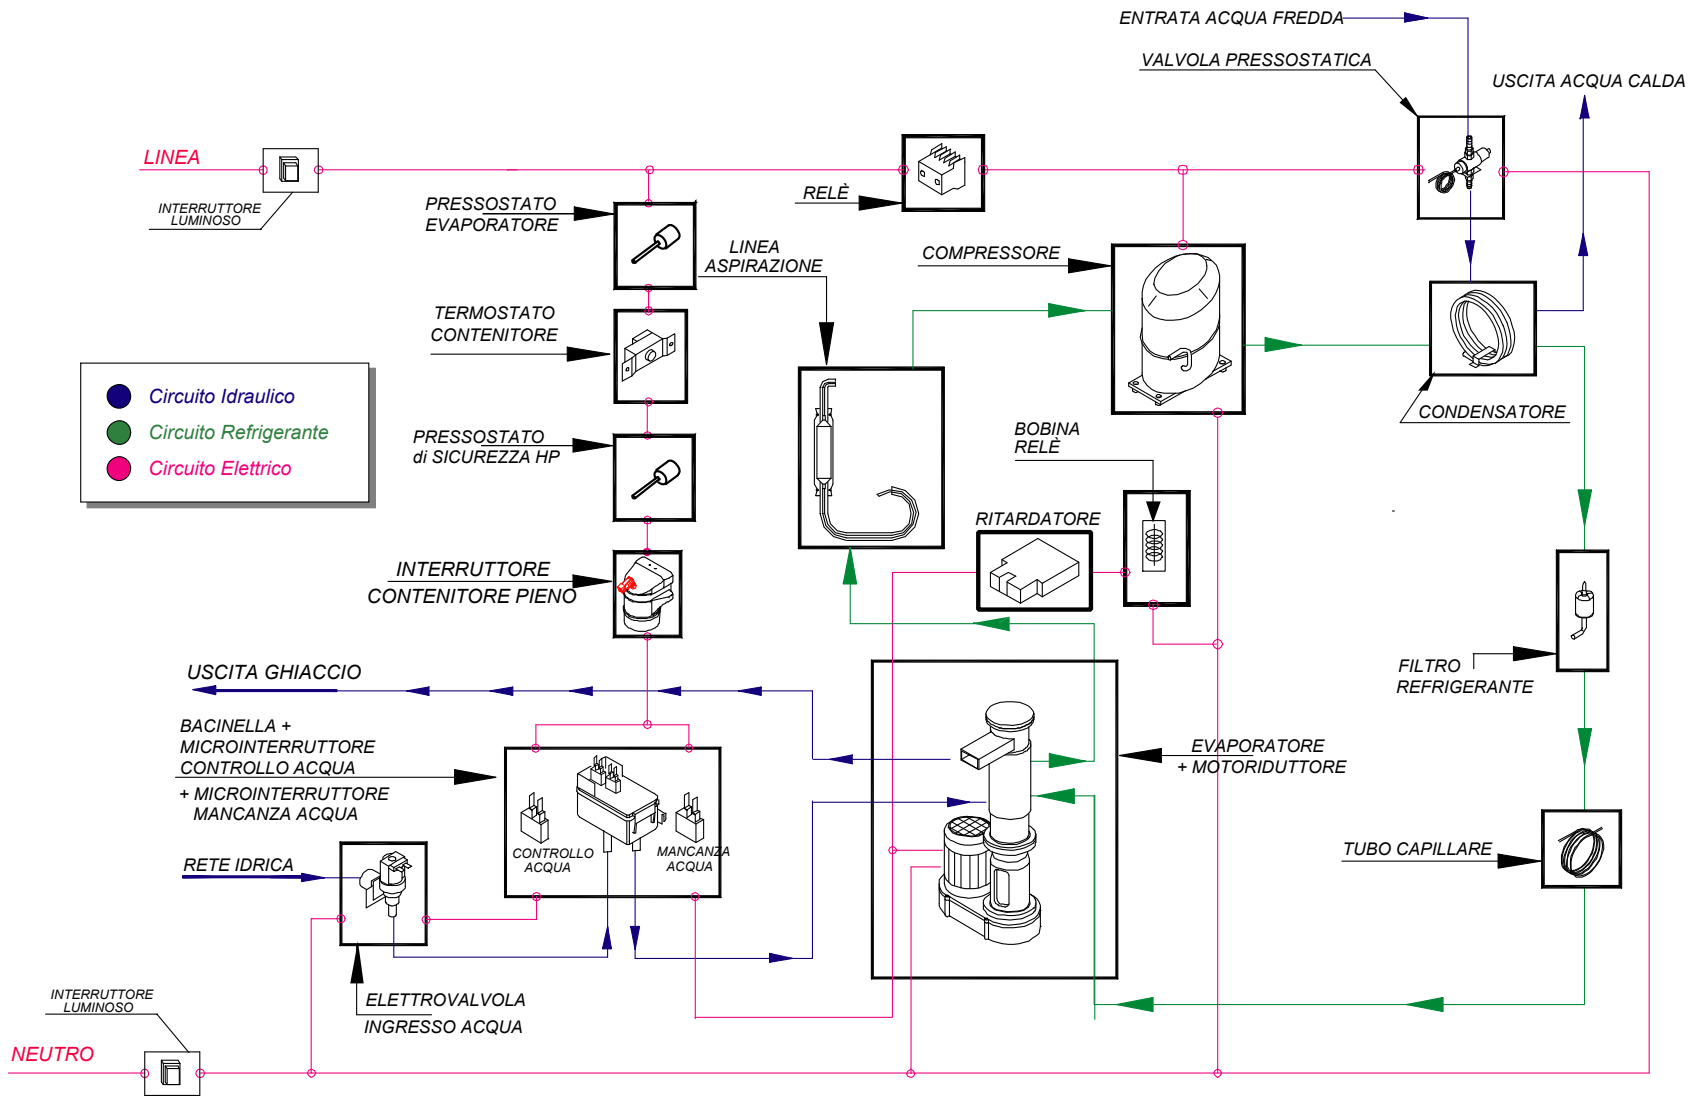 ENTRATA ACQUA FREDDA
VALVOLA PRESSOSTATICA
USCITA ACQUA CALDA
LINEA
INTERRUTTORE
LUMINOSO
PRESSOSTATO
EVAPORATORE
RELÈ
LINEA
ASPIRAZIONE
COMPRESSORE
TERMOSTATO
CONTENITORE
Circuito Idraulico
Circuito Refrigerante
Circuito Elettrico
CONDENSATORE
PRESSOSTATO
di SICUREZZA HP
BOBINA
RELÈ
RITARDATORE
INTERRUTTORE
CONTENITORE PIENO
FILTRO
REFRIGERANTE
USCITA GHIACCIO
BACINELLA +
MICROINTERRUTTORE
CONTROLLO ACQUA
+ MICROINTERRUTTORE
MANCANZA ACQUA
EVAPORATORE
+ MOTORIDUTTORE
CONTROLLO
ACQUA
MANCANZA
ACQUA
TUBO CAPILLARE
RETE IDRICA
ELETTROVALVOLA
INGRESSO ACQUA
INTERRUTTORE
LUMINOSO
NEUTRO